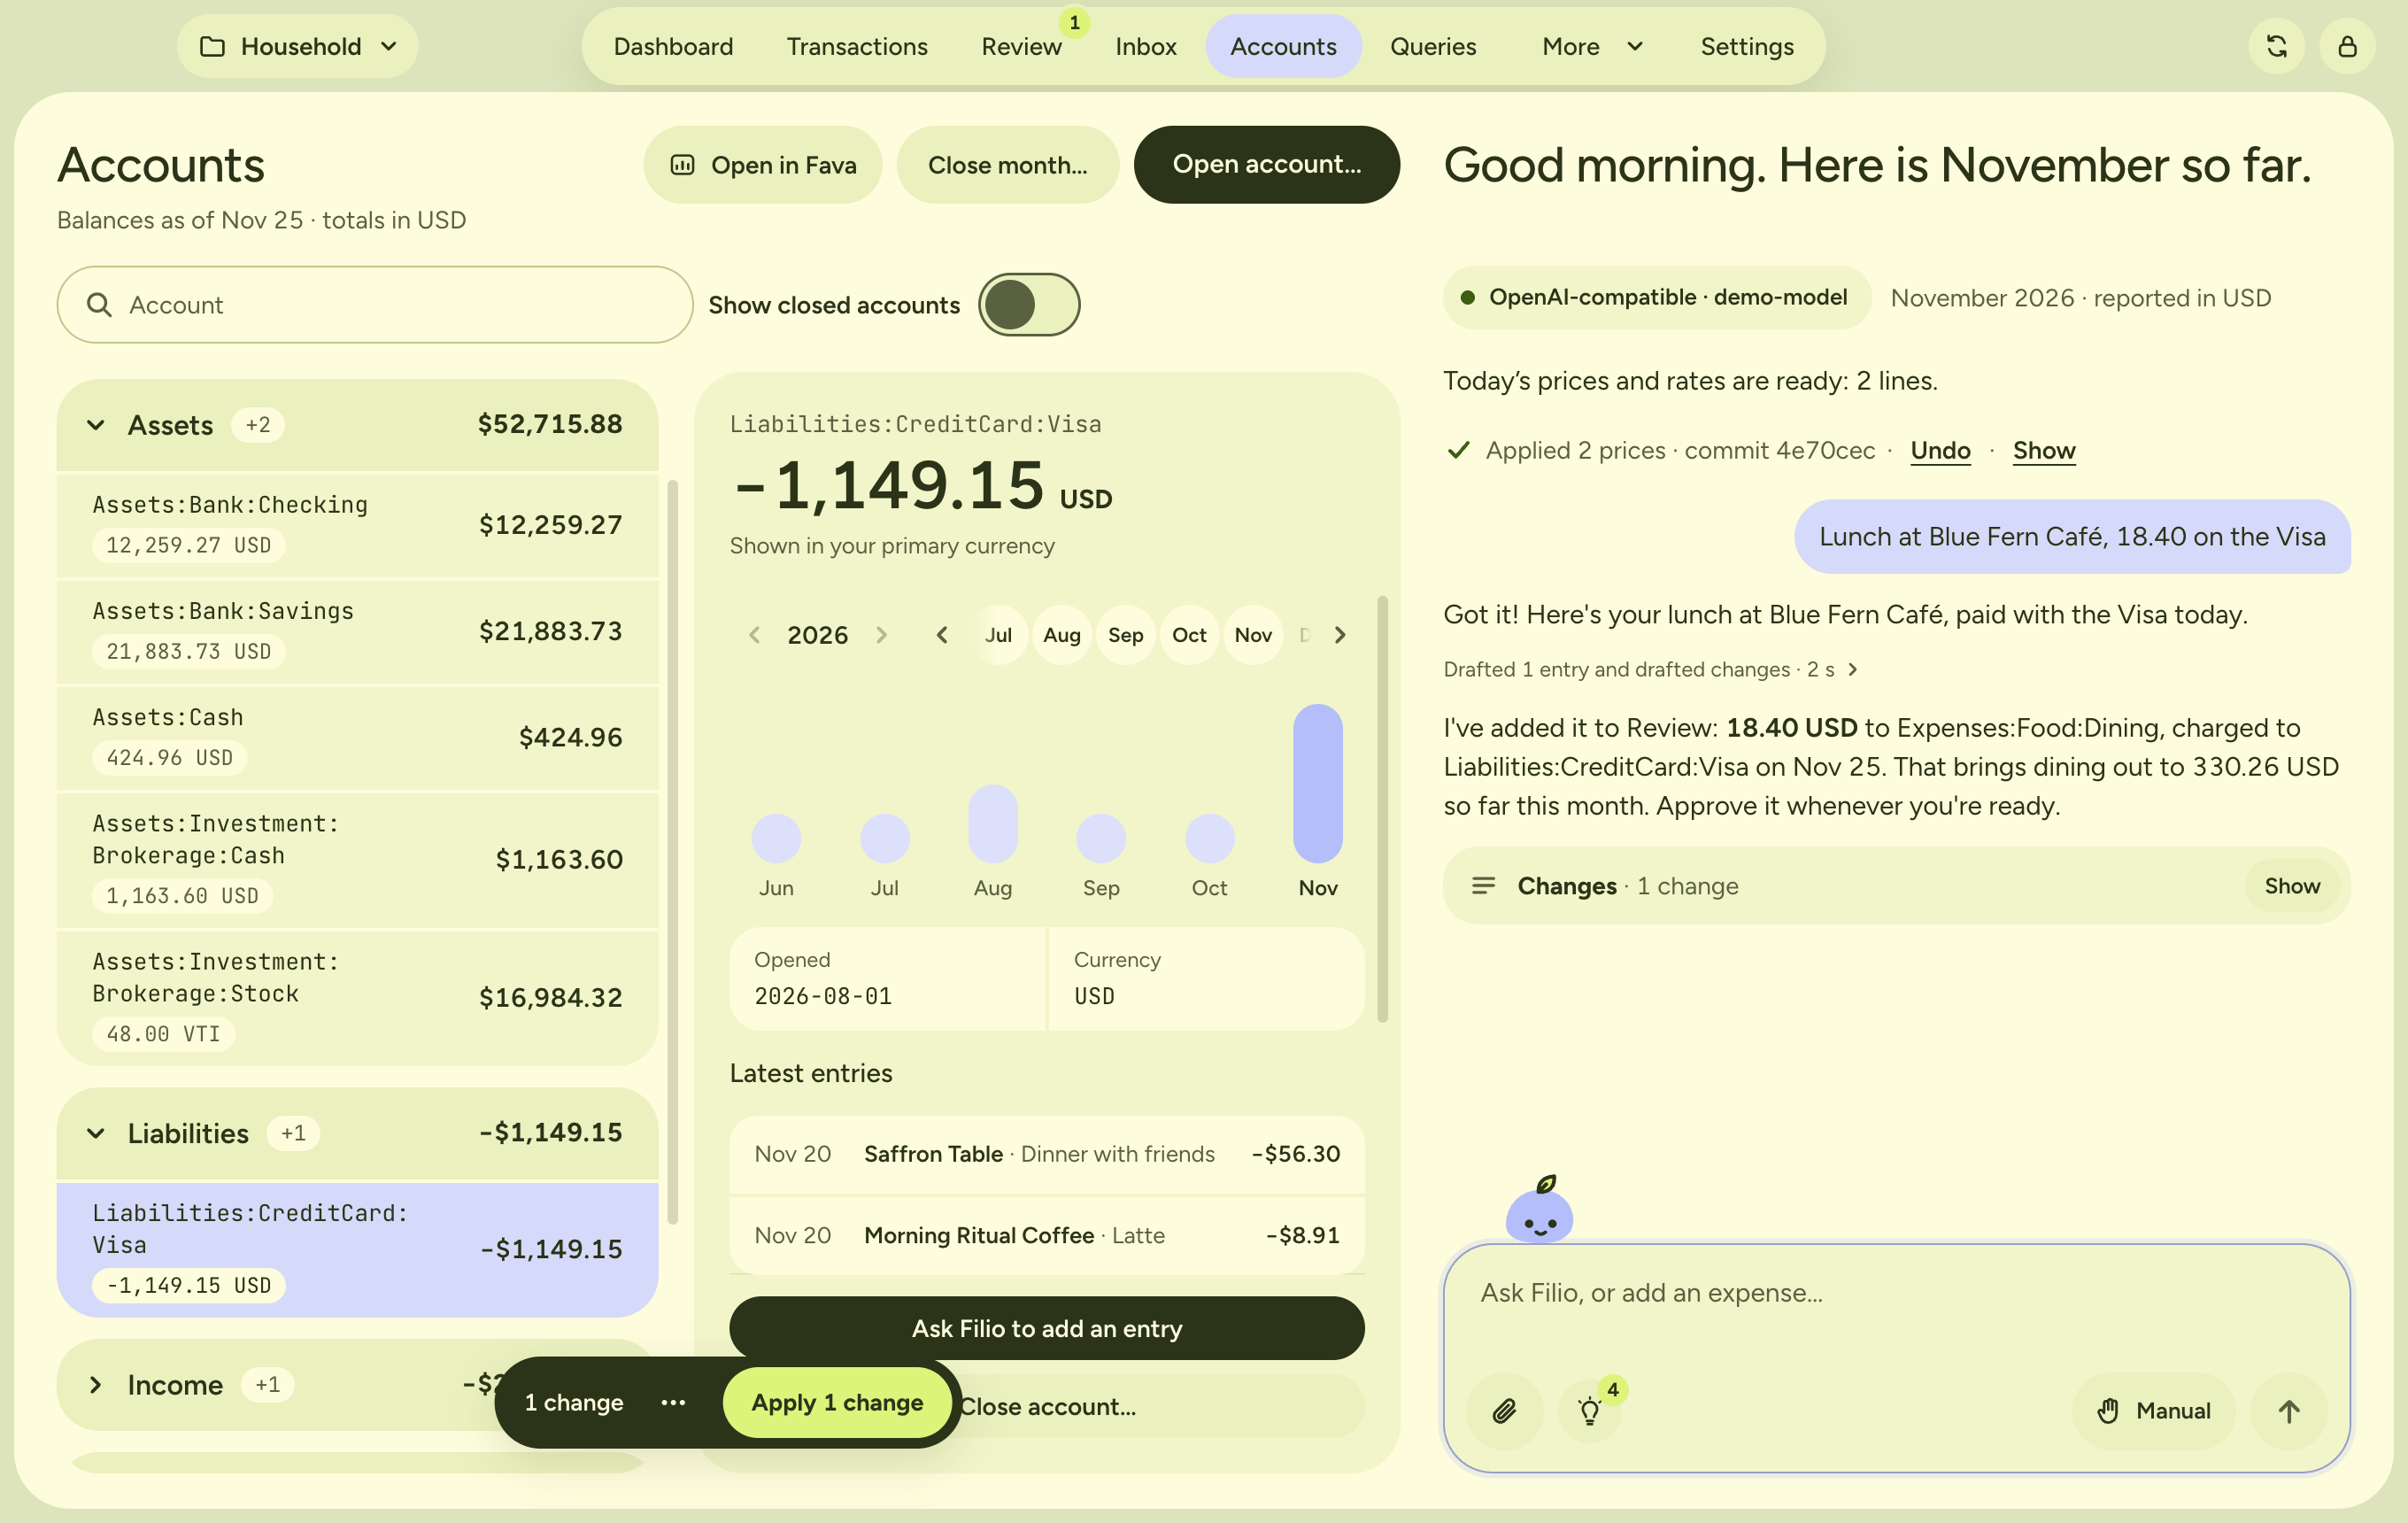 Household
Dashboard
Transactions
Review
1
Inbox
Accounts
Queries
More
Settings
Accounts
Balances as of Nov 25 · totals in USD
Open in Fava
Close month…
Open account…
Account
Show closed accounts
Assets +2 $52,715.88
Assets:Bank:Checking
12,259.27 USD
$12,259.27
Assets:Bank:Savings
21,883.73 USD
$21,883.73
Assets:Cash
424.96 USD
$424.96
Assets:Investment:
Brokerage:Cash
1,163.60 USD
$1,163.60
Assets:Investment:
Brokerage:Stock
48.00 VTI
$16,984.32
Liabilities +1 −$1,149.15
Liabilities:CreditCard:
Visa
-1,149.15 USD
−$1,149.15
Income +1
1 change
Apply 1 change
Liabilities:CreditCard:Visa
−1,149.15 USD
Shown in your primary currency
2026
Jul Aug Sep Oct Nov
Jun Jul Aug Sep Oct Nov
Opened
2026-08-01
Currency
USD
Latest entries
Nov 20 Saffron Table · Dinner with friends −$56.30
Nov 20 Morning Ritual Coffee · Latte −$8.91
Ask Filio to add an entry
Close account…
Good morning. Here is November so far.
OpenAI-compatible · demo-model
November 2026 · reported in USD
Today’s prices and rates are ready: 2 lines.
Applied 2 prices · commit 4e70cec · Undo · Show
Lunch at Blue Fern Café, 18.40 on the Visa
Got it! Here's your lunch at Blue Fern Café, paid with the Visa today.
Drafted 1 entry and drafted changes · 2 s
I've added it to Review: 18.40 USD to Expenses:Food:Dining, charged to
Liabilities:CreditCard:Visa on Nov 25. That brings dining out to 330.26 USD
so far this month. Approve it whenever you're ready.
Changes · 1 change
Show
Ask Filio, or add an expense…
4
Manual